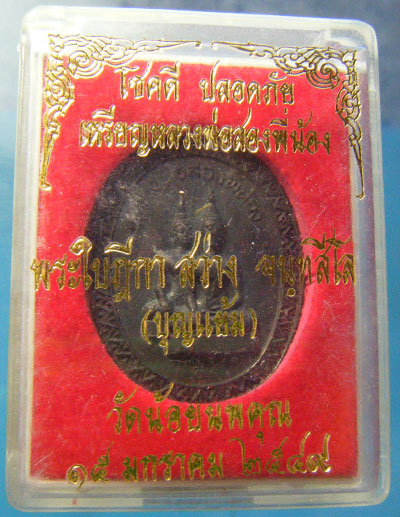 โชคดี ปลอดภัย
เหรียญหลวงพ่อสองพี่น้อง
พระใบฎีกา สว่าง จนฺทสีโล
(บุญแย้ม)
วัดน้อยนพคุณ
๑๕ มกราคม ๒๕๔๙